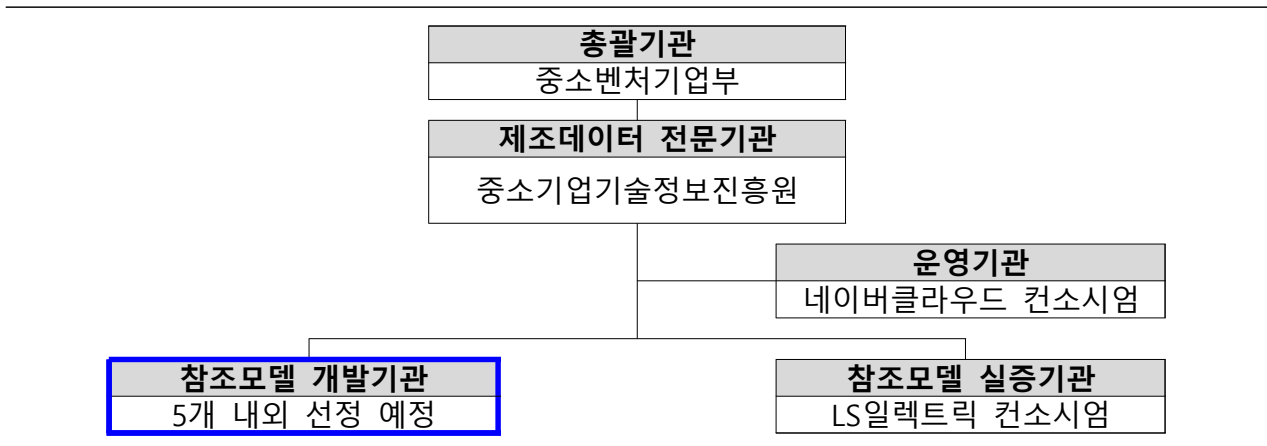 총괄기관
중소벤처기업부
제조데이터 전문기관
중소기업기술정보진흥원
운영기관
네이버클라우드 컨소시엄
참조모델 개발기관
5개 내외 선정 예정
참조모델 실증기관
LS일렉트릭 컨소시엄